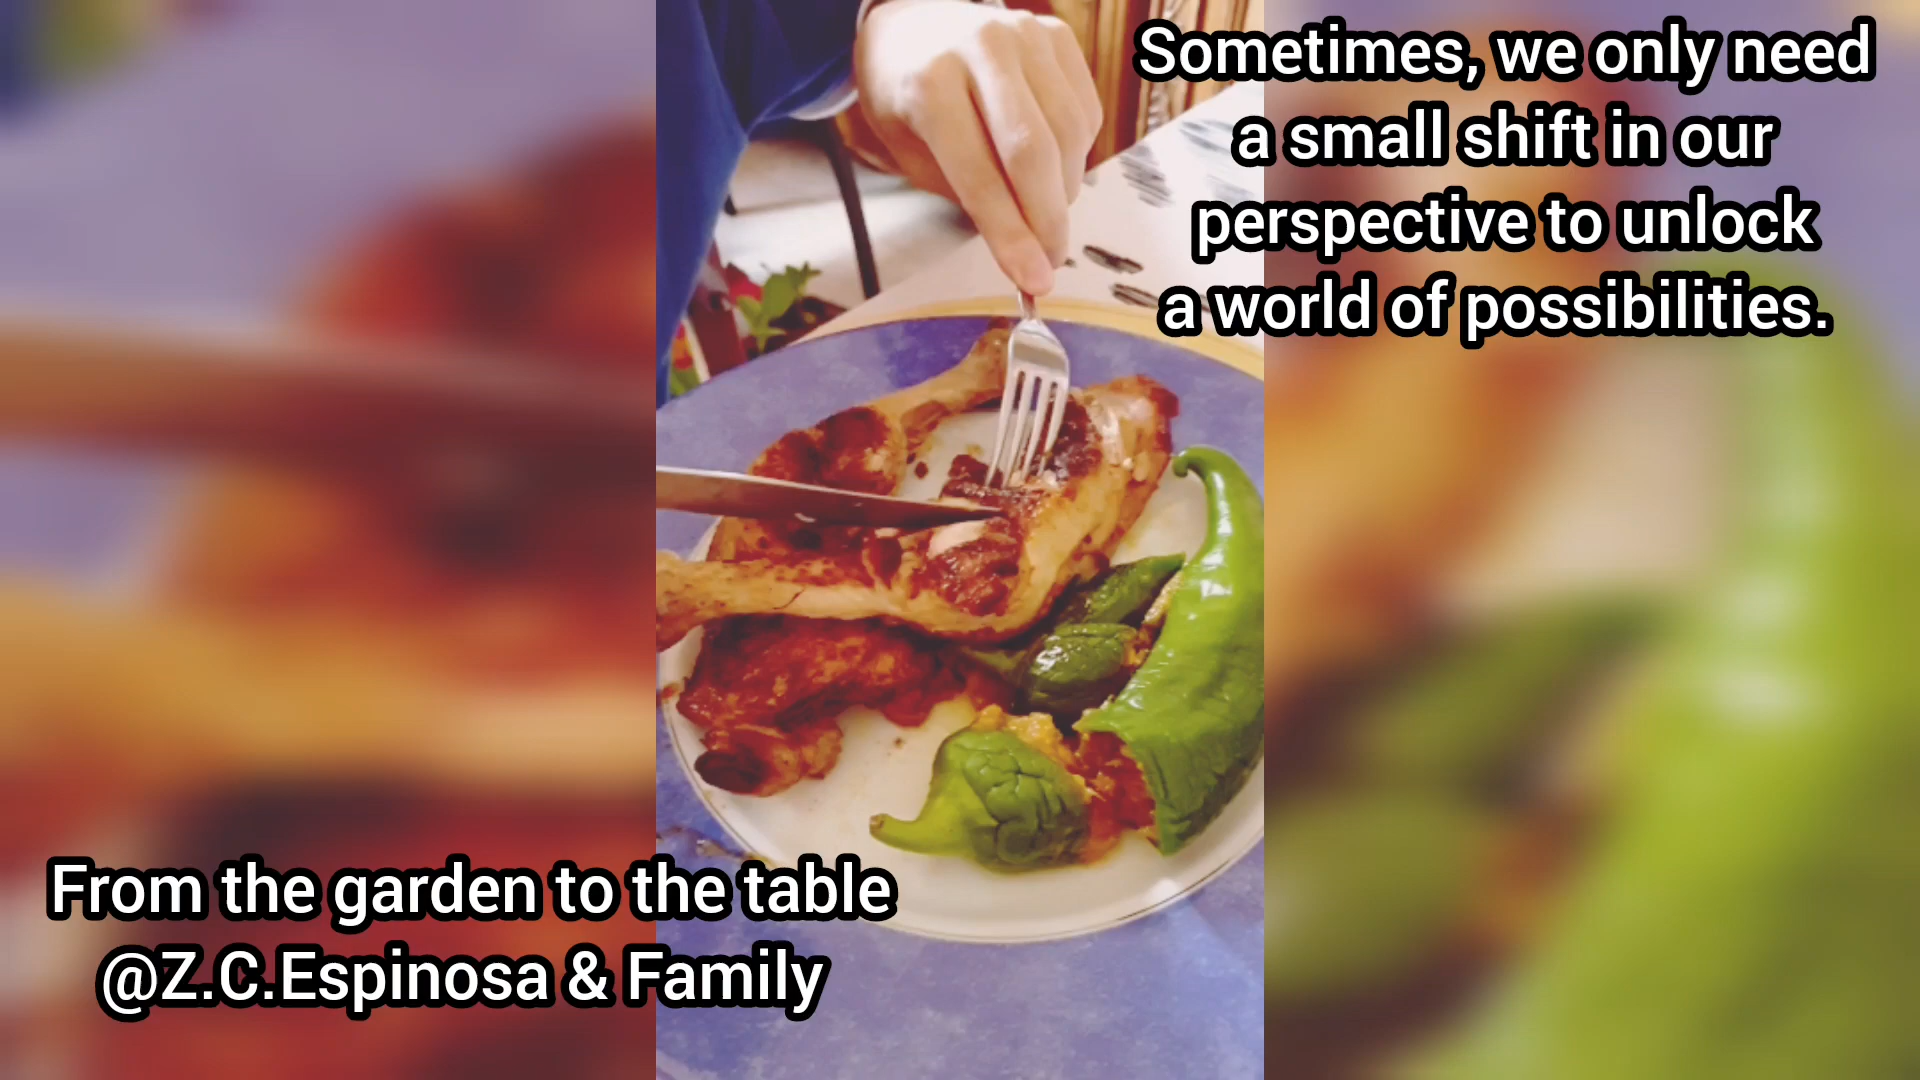 Sometimes, we only need
a small shift in our
perspective to unlock
a world of possibilities.
From the garden to the table
@Z.C.Espinosa & Family